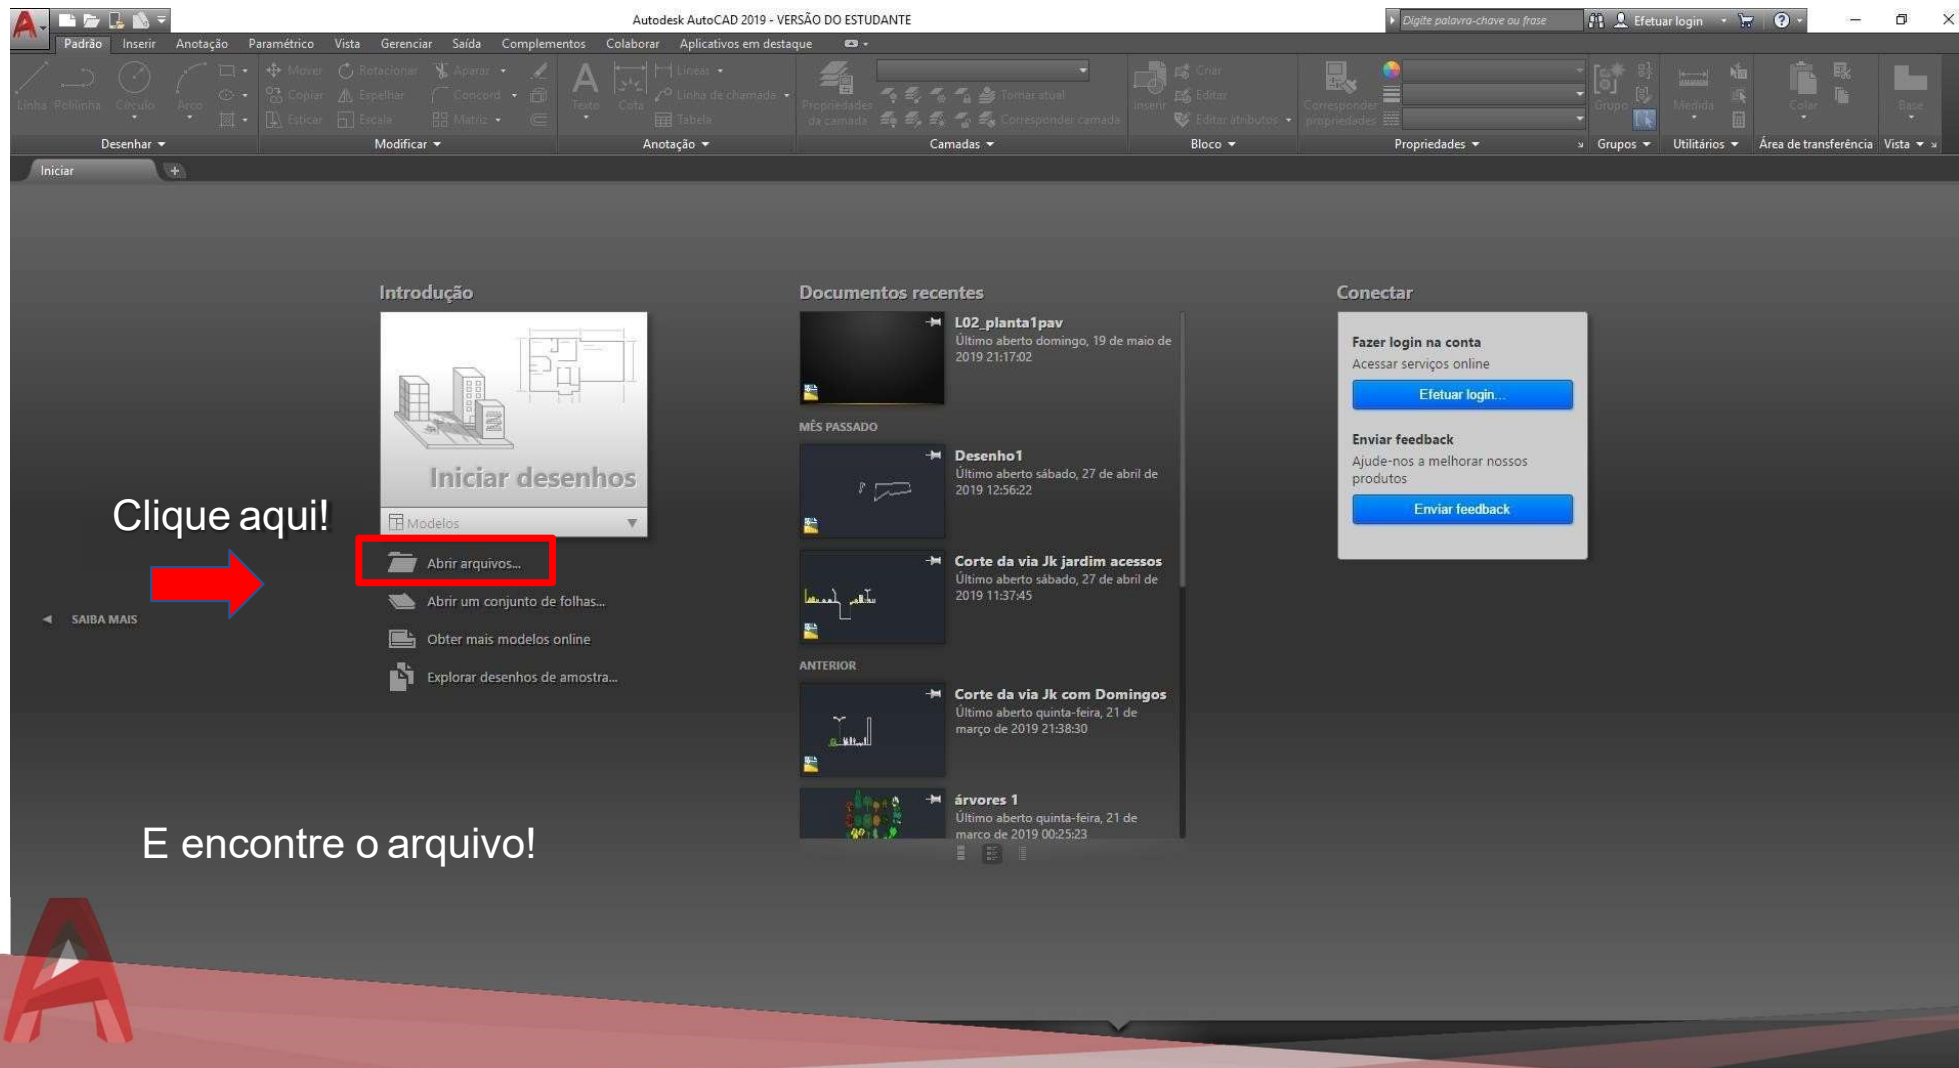 Autodesk AutoCAD 2019 - VERSÃO DO ESTUDANTE
Digite palavra-chave ou frase
Efetuar login
Padrão Inserir Anotação Paramétrico Vista Gerenciar Saída Complementos Colaborar Aplicativos em destaque
Mover Rotacionar Aparar
Linear
Criar
Linha Polilinha Círculo Arco
Copiar Espelhar Concord
Texto Cota
Linha de chamada
Propriedades
da camada
Tornar atual
Inserir
Editar
Corresponder
propriedades
Grupo
Medida
Colar
Base
Esticar Escala Matriz
Tabela
Corresponder camada
Editar atributos
Desenhar Modificar Anotação Camadas Bloco Propriedades Grupos Utilitários Área de transferência Vista
Iniciar
Introdução
Iniciar desenhos
Modelos
Abrir arquivos...
Abrir um conjunto de folhas...
Obter mais modelos online
Explorar desenhos de amostra...
Clique aqui!
SAIBA MAIS
E encontre o arquivo!
Documentos recentes
L02_planta1pav
Último aberto domingo, 19 de maio de
2019 21:17:02
MÊS PASSADO
Desenho1
Último aberto sábado, 27 de abril de
2019 12:56:22
Corte da via Jk jardim acessos
Último aberto sábado, 27 de abril de
2019 11:37:45
ANTERIOR
Corte da via Jk com Domingos
Último aberto quinta-feira, 21 de
março de 2019 21:38:30
árvores 1
Último aberto quinta-feira, 21 de
março de 2019 00:25:23
Conectar
Fazer login na conta
Acessar serviços online
Efetuar login...
Enviar feedback
Ajude-nos a melhorar nossos
produtos
Enviar feedback